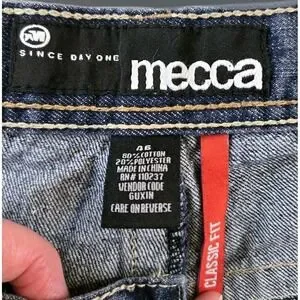 SINCE DAY ONE
mecca
46
80% COTTON
20% POLYESTER
MADE IN CHINA
RN# 110237
VENDOR CODE
6UX1N
CARE ON REVERSE
CLASSIC FIT